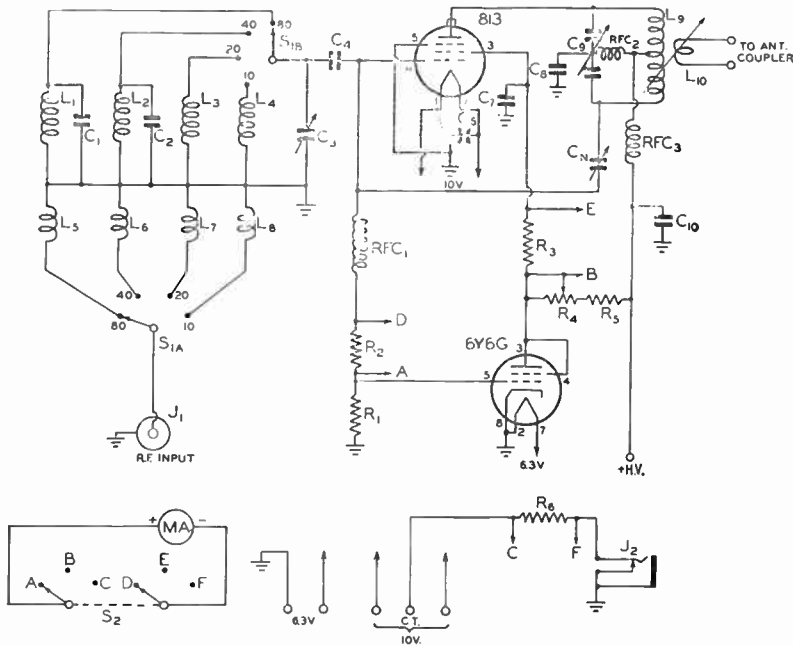 80
40
20
10
S1B
C4
813
5
3
L9
C9
RFC2
C8
L10
TO ANT.
COUPLER
L1
C1
L2
C2
L3
L4
C3
C7
C6
10V
CN
RFC3
L5
L6
L7
L8
E
C10
R3
RFC1
B
R4
R5
40
20
80
10
S1A
D
R2
6Y6G
3
A
5
4
J1
R1
8
2
7
R.F. INPUT
6.3V
+H.V.
+ MA -
R6
B
E
C
F
J2
A
C
D
F
S2
6.3V
C.T.
10V.